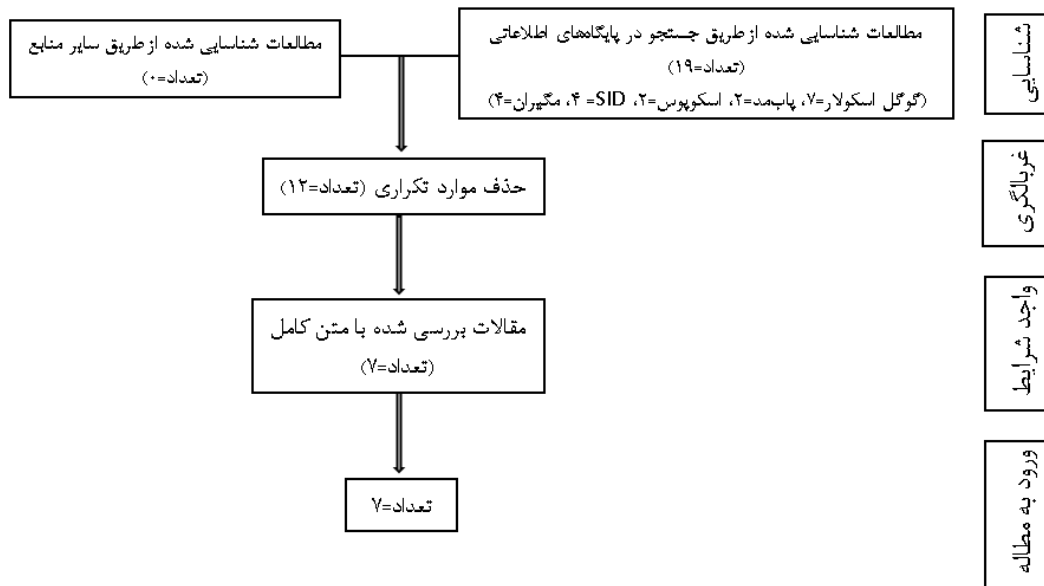 مطالعات شناسایی شده از طریق جستجو در پایگاه‌های اطلاعاتی
(تعداد=۱۹)
(گوگل اسکولار=۷، پاب‌مد=۲، اسکوپوس=۲، SID= ۴، مگیران=۴)
مطالعات شناسایی شده از طریق سایر منابع
(تعداد=۰)
حذف موارد تکراری (تعداد=۱۲)
مقالات بررسی شده با متن کامل
(تعداد=۷)
تعداد=۷
شناسایی
غربالگری
واجد شرایط
ورود به مطاله